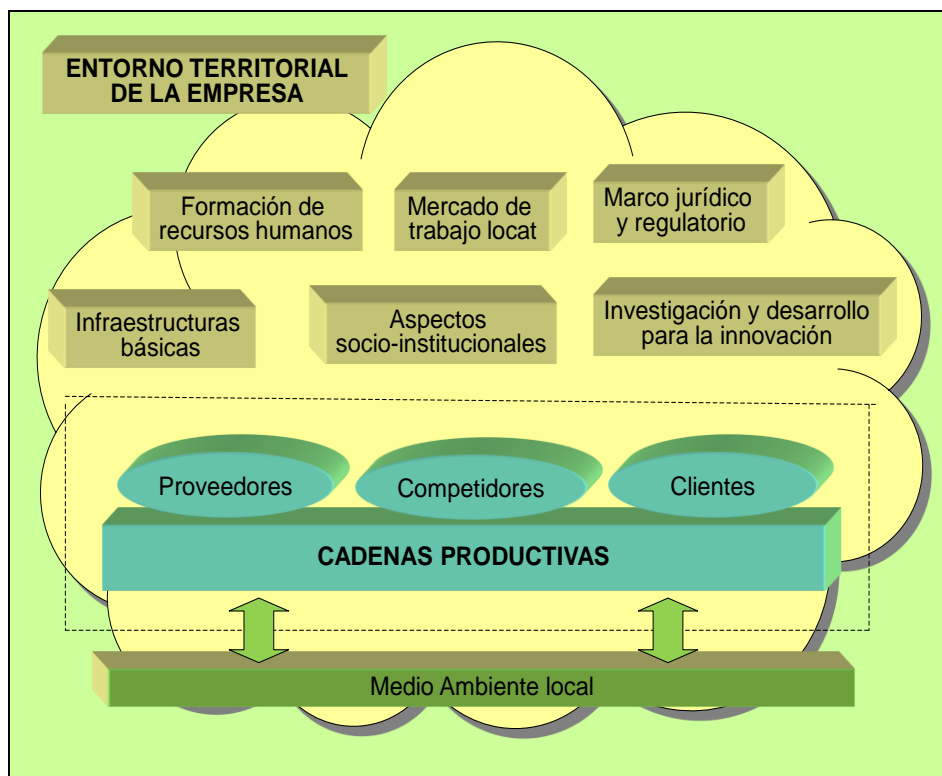 ENTORNO TERRITORIAL
DE LA EMPRESA
Formación de
recursos humanos
Mercado de
trabajo locat
Marco jurídico
y regulatorio
Infraestructuras
básicas
Aspectos
socio-institucionales
Investigación y desarrollo
para la innovación
Proveedores
Competidores
Clientes
CADENAS PRODUCTIVAS
Medio Ambiente local